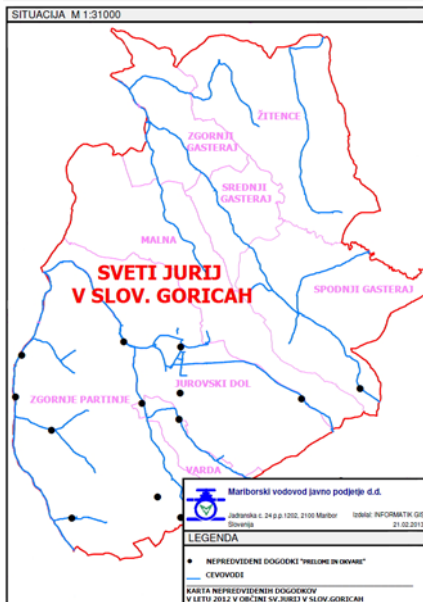 SITUACIJA M 1:31000
ŽITENCE
ZGORNJI
GASTERAJ
SREDNJI
GASTERAJ
MALNA
SVETI JURIJ
V SLOV. GORICAH
SPODNJI GASTERAJ
JUROVSKI DOL
ZGORNJE PARTINJE
VARDA
Mariborski vodovod javno podjetje d.d.
Jadranska c. 24 p.p.1202, 2100 Maribor
Slovenija
Izdelal: INFORMATIK GIS
21.02.2013
LEGENDA
NEPREDVIDENI DOGODKI "PRELOMI IN OKVARE"
CEVOVODI
KARTA NEPREDVIDENIH DOGODKOV
V LETU 2012 V OBČINI SV.JURIJ V SLOV.GORICAH